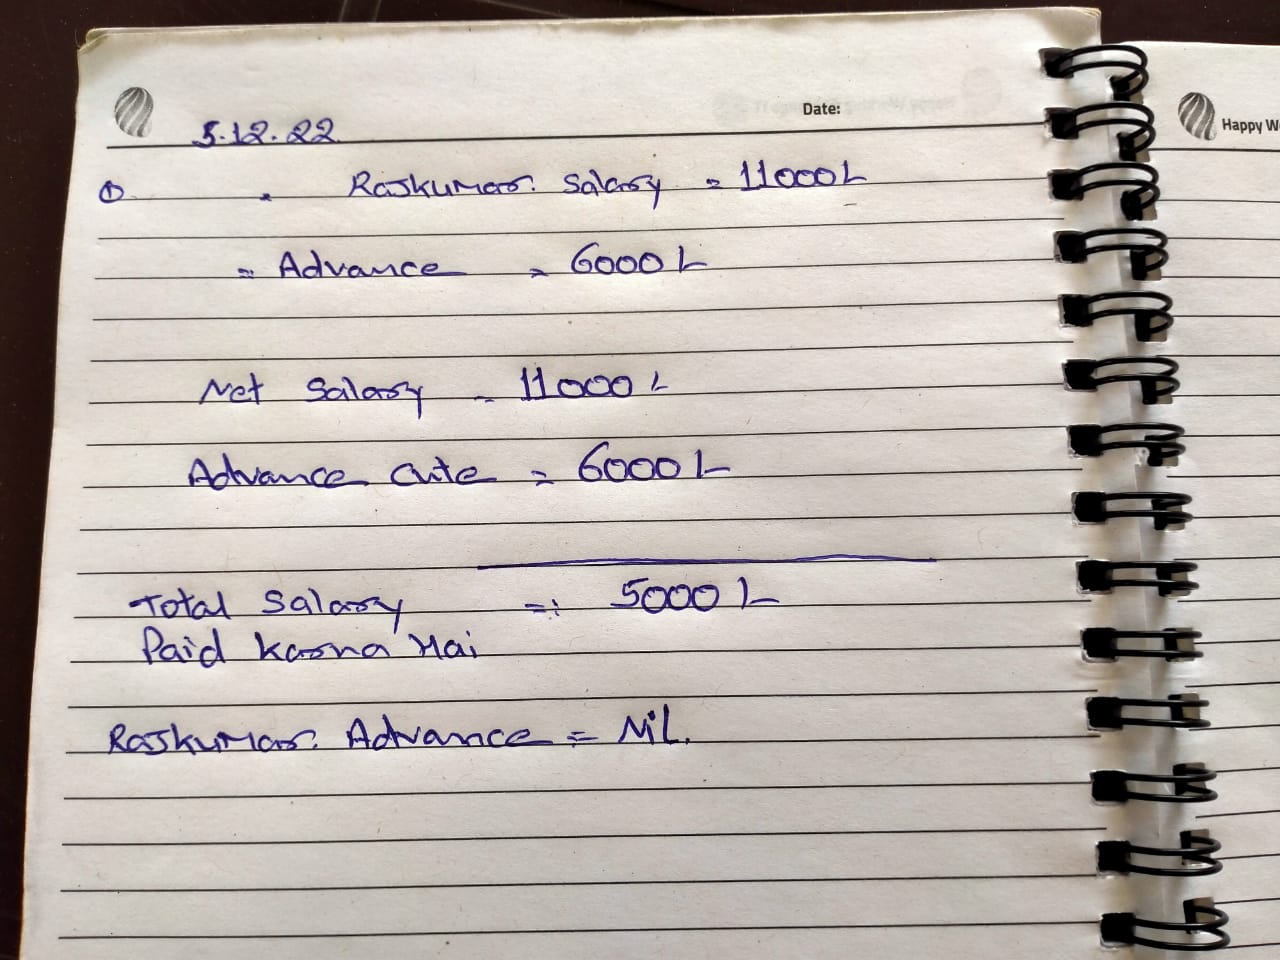 Date:
5.12.22
① = Rajkumar. Salary = 11000/-
= Advance = 6000/-
Net Salary = 11000/-
Advance cute = 6000/-
Total Salary =: 5000/-
Paid karna Hai
Rajkumar. Advance = NiL.
Happy